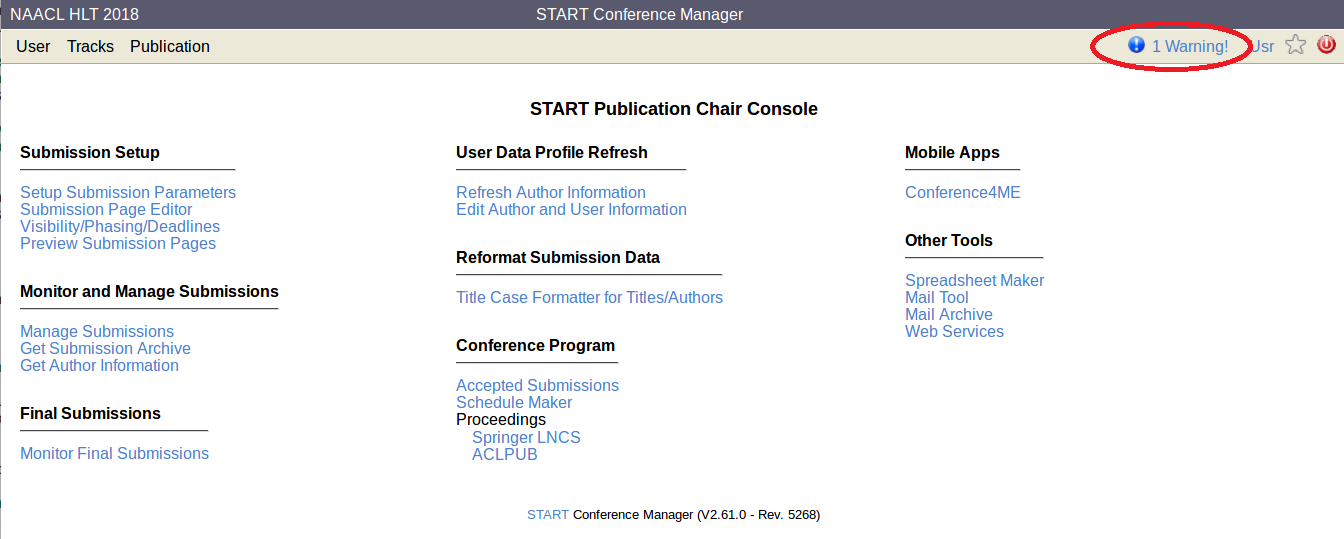 NAACL HLT 2018 START Conference Manager
User Tracks Publication 1 Warning! Usr
START Publication Chair Console
Submission Setup
Setup Submission Parameters
Submission Page Editor
Visibility/Phasing/Deadlines
Preview Submission Pages
Monitor and Manage Submissions
Manage Submissions
Get Submission Archive
Get Author Information
Final Submissions
Monitor Final Submissions
User Data Profile Refresh
Refresh Author Information
Edit Author and User Information
Reformat Submission Data
Title Case Formatter for Titles/Authors
Conference Program
Accepted Submissions
Schedule Maker
Proceedings
Springer LNCS
ACLPUB
Mobile Apps
Conference4ME
Other Tools
Spreadsheet Maker
Mail Tool
Mail Archive
Web Services
START Conference Manager (V2.61.0 - Rev. 5268)